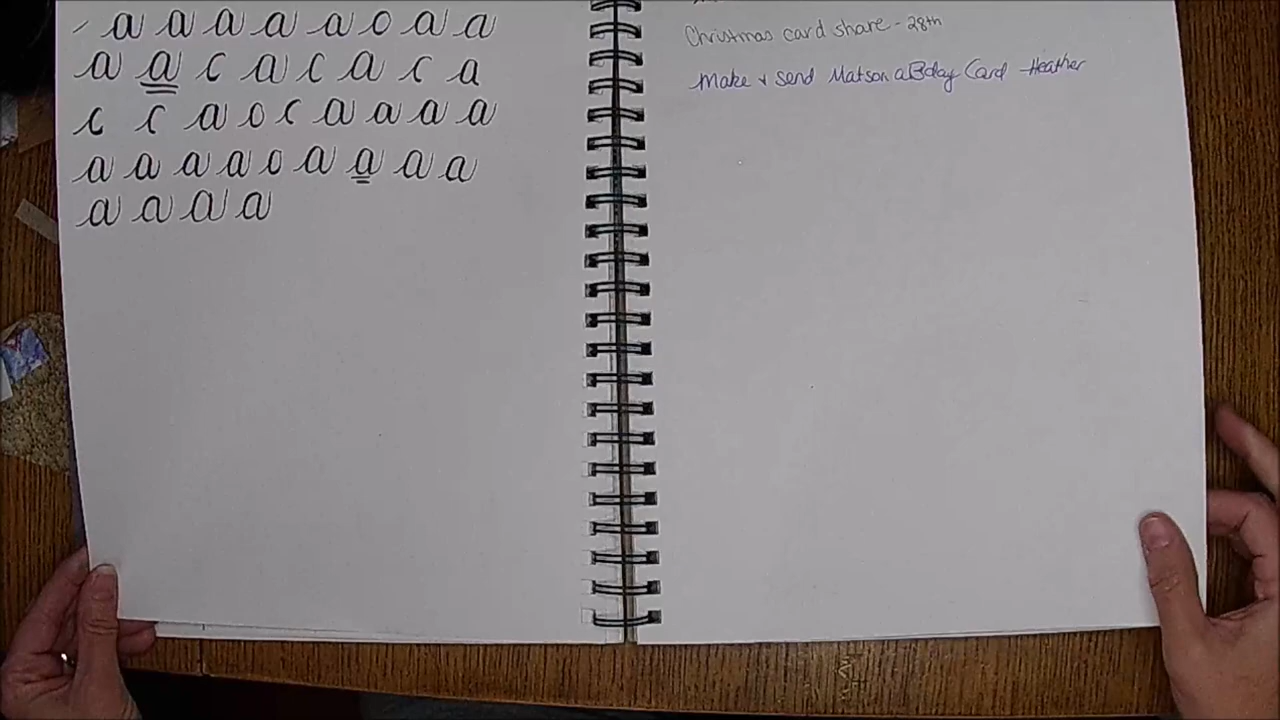 a a a a a o a a
a a c a c a c a
c c a o c a a a a
a a a a o a a a a
a a a a
Christmas card share - 28th
Make + send Matson a Bday Card - Heather